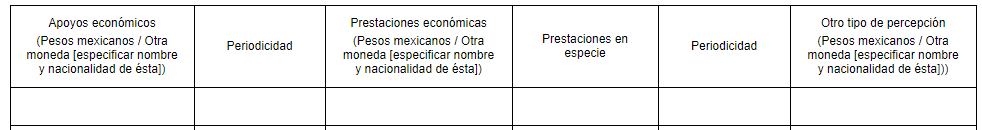 Apoyos económicos
(Pesos mexicanos / Otra
moneda [especificar nombre
y nacionalidad de ésta])
Periodicidad
Prestaciones económicas
(Pesos mexicanos / Otra
moneda [especificar nombre
y nacionalidad de ésta])
Prestaciones en
especie
Periodicidad
Otro tipo de percepción
(Pesos mexicanos / Otra
moneda [especificar nombre
y nacionalidad de ésta]))